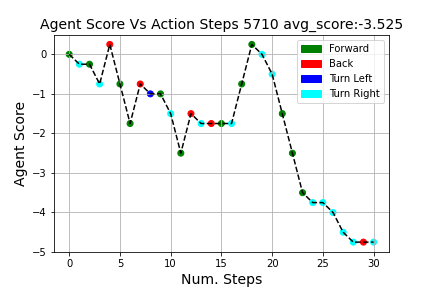 Agent Score Vs Action Steps 5710 avg_score:-3.525
Agent Score
0
−1
−2
−3
−4
−5
Forward
Back
Turn Left
Turn Right
0 5 10 15 20 25 30
Num. Steps